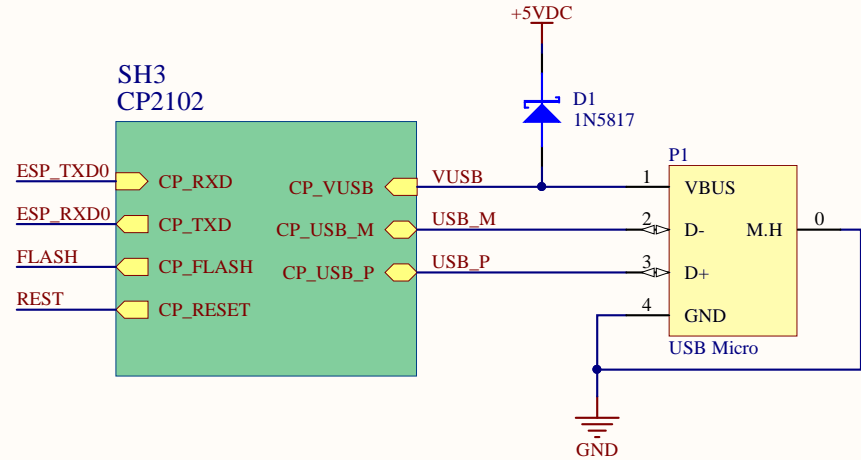 +5VDC
SH3
CP2102
D1
1N5817
P1
ESP_TXD0
CP_RXD
CP_VUSB
VUSB
1
VBUS
ESP_RXD0
CP_TXD
CP_USB_M
USB_M
2
D-
M.H
0
FLASH
CP_FLASH
CP_USB_P
USB_P
3
D+
REST
CP_RESET
4
GND
USB Micro
GND